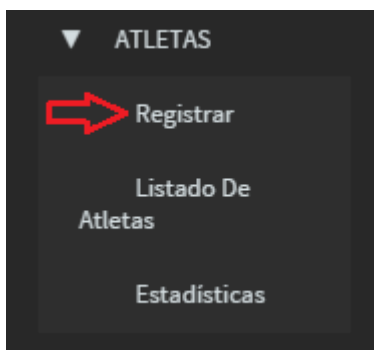 ▼ ATLETAS
Registrar
Listado De
Atletas
Estadísticas